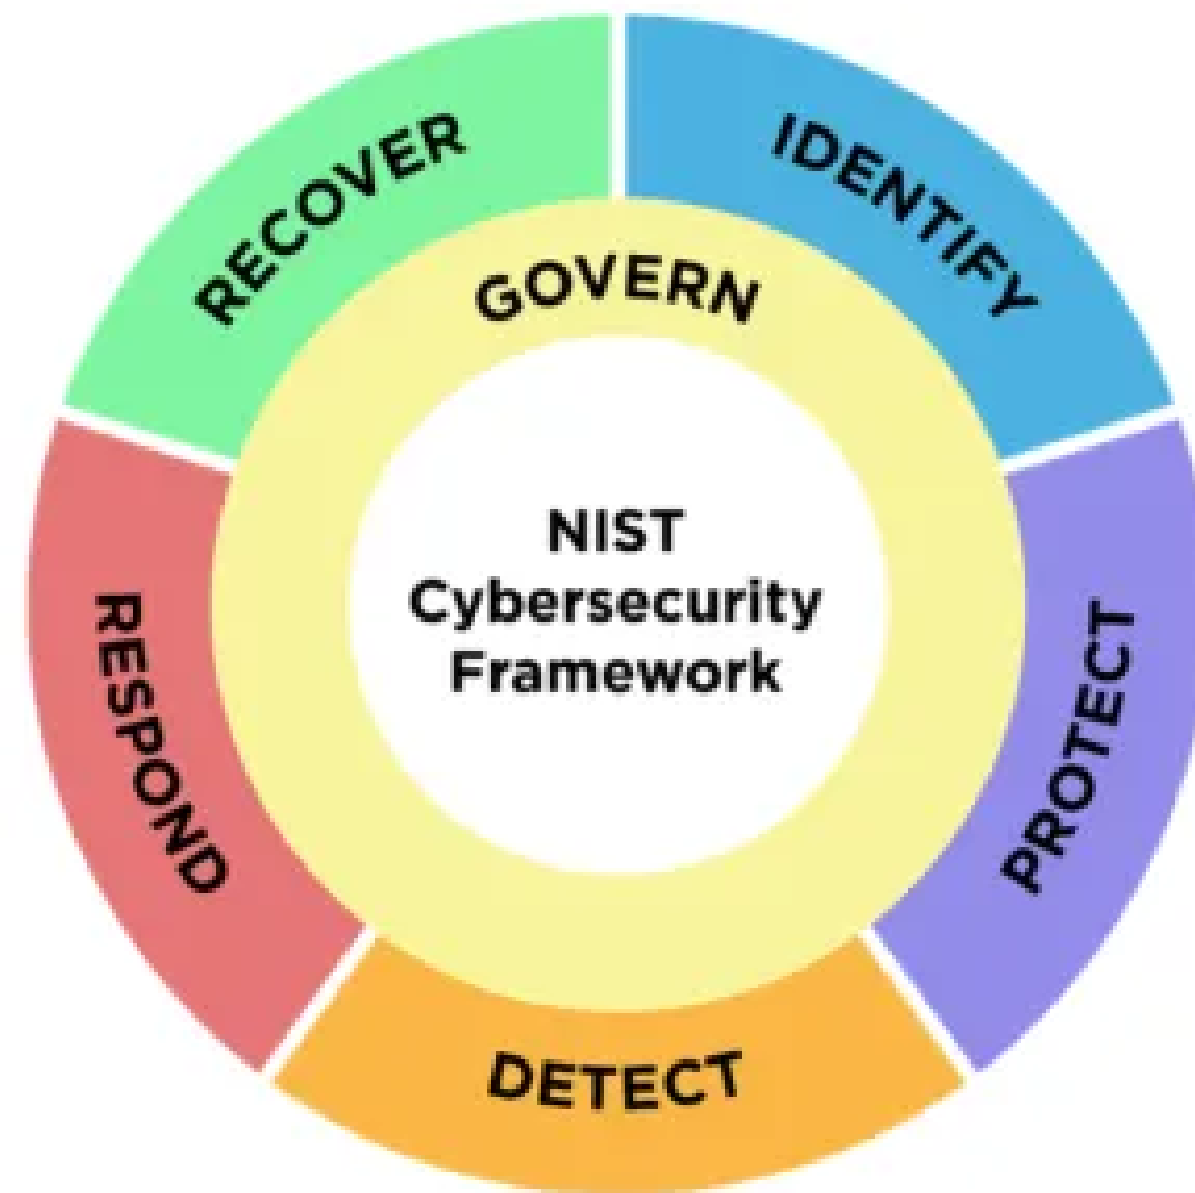 RECOVER
IDENTIFY
GOVERN
NIST
Cybersecurity
Framework
RESPOND
PROTECT
DETECT